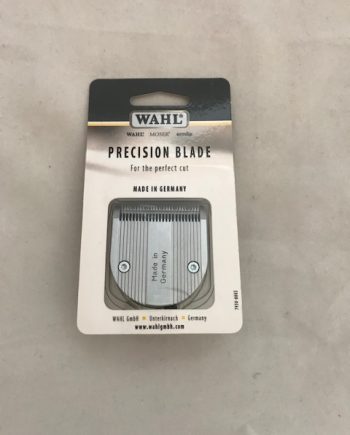 WAHL®
WAHL MOSER ermila
PRECISION BLADE
For the perfect cut
MADE IN GERMANY
Made in
Germany
WAHL GmbH Unterkirnach Germany
www.wahlgmbh.com